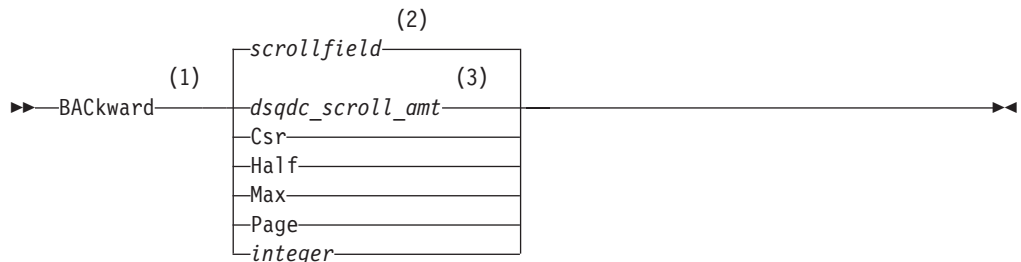 (2)
scrollfield
(1)
(3)
BACkward
dsqdc_scroll_amt
Csr
Half
Max
Page
integer